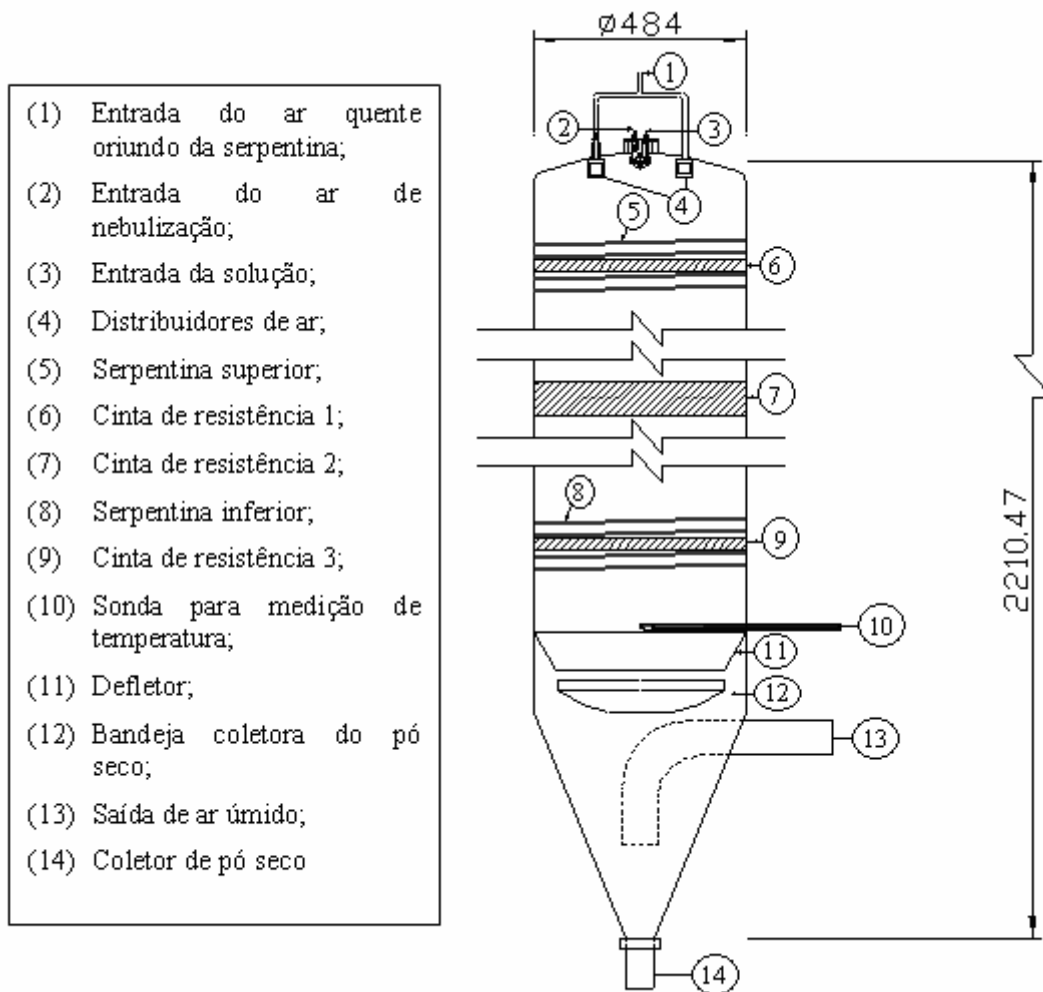 (1) Entrada do ar quente
oriundo da serpentina;
(2) Entrada do ar de
nebulização;
(3) Entrada da solução;
(4) Distribuidores de ar;
(5) Serpentina superior;
(6) Cinta de resistência 1;
(7) Cinta de resistência 2;
(8) Serpentina inferior;
(9) Cinta de resistência 3;
(10) Sonda para medição de
temperatura;
(11) Defletor;
(12) Bandeja coletora do pó
seco;
(13) Saída de ar úmido;
(14) Coletor de pó seco
ø484
1
2
3
4
5
6
7
8
9
10
11
12
13
14
2210.47